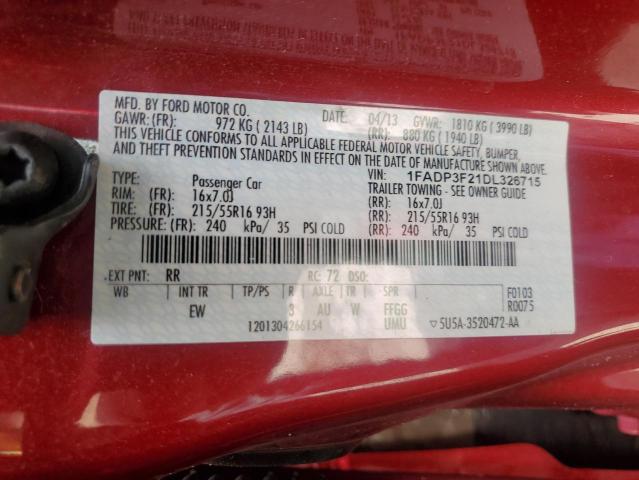 MFD. BY FORD MOTOR CO.
DATE: 04/13 GVWR: 1810 KG ( 3990 LB)
GAWR: (FR): 972 KG ( 2143 LB) (RR): 880 KG ( 1940 LB)
THIS VEHICLE CONFORMS TO ALL APPLICABLE FEDERAL MOTOR VEHICLE SAFETY, BUMPER,
AND THEFT PREVENTION STANDARDS IN EFFECT ON THE DATE OF MANUFACTURE SHOWN ABOVE.
VIN: 1FADP3F21DL326715
TYPE: Passenger Car TRAILER TOWING - SEE OWNER GUIDE
RIM: (FR): 16x7.0J (RR): 16x7.0J
TIRE: (FR): 215/55R16 93H (RR): 215/55R16 93H
PRESSURE: (FR): 240 kPa/ 35 PSI COLD (RR): 240 kPa/ 35 PSI COLD
EXT PNT: RR RC: 72 DSO:
WB INT TR TP/PS R AXLE TR SPR
EW 3 AU W FFGG
UMU
F0103
R0075
1201304266154
▽5U5A-3520472-AA